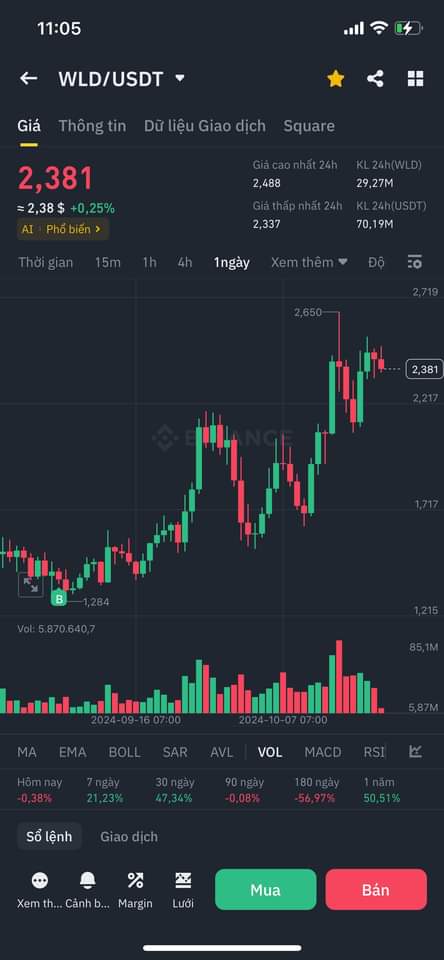 11:05
WLD/USDT
Giá Thông tin Dữ liệu Giao dịch Square
2,381
≈ 2,38 $ +0,25%
AI · Phổ biến
Giá cao nhất 24h KL 24h(WLD)
2,488 29,27M
Giá thấp nhất 24h KL 24h(USDT)
2,337 70,19M
Thời gian 15m 1h 4h 1ngày Xem thêm Độ
2,719
2,650
2,381
2,217
BINANCE
1,717
B 1,284
1,215
Vol: 5.870.640,7
85,1M
5,87M
2024-09-16 07:00 2024-10-07 07:00
MA EMA BOLL SAR AVL VOL MACD RSI
Hôm nay 7 ngày 30 ngày 90 ngày 180 ngày 1 năm
-0,38% 21,23% 47,34% -0,08% -56,97% 50,51%
Sổ lệnh Giao dịch
Xem th... Cảnh b... Margin Lưới
Mua Bán